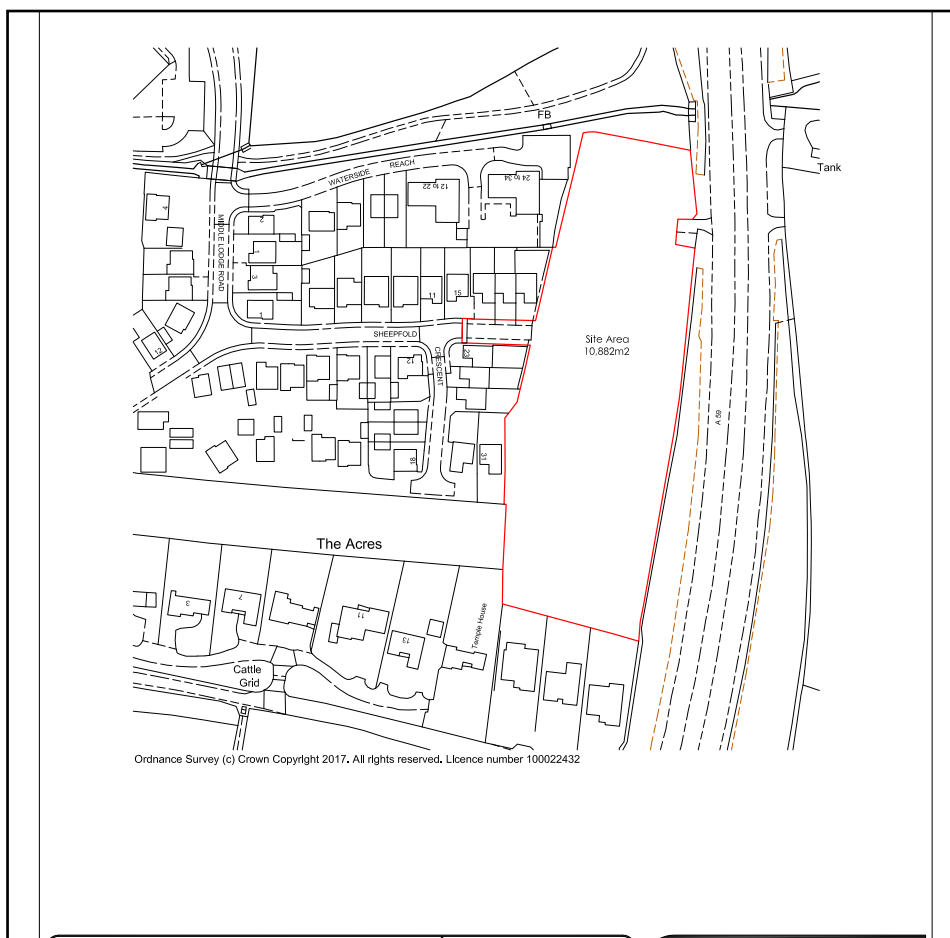 FB
Tank
WATERSIDE REACH
12 to 22
24 to 34
4
MIDDLE LODGE ROAD
2
1
3
1
11
15
SHEEPFOLD
CRESCENT
12
12
23
Site Area
10,882m2
A 59
18
31
The Acres
3
7
11
13
Temple House
Cattle
Grid
Ordnance Survey (c) Crown Copyright 2017. All rights reserved. Licence number 100022432